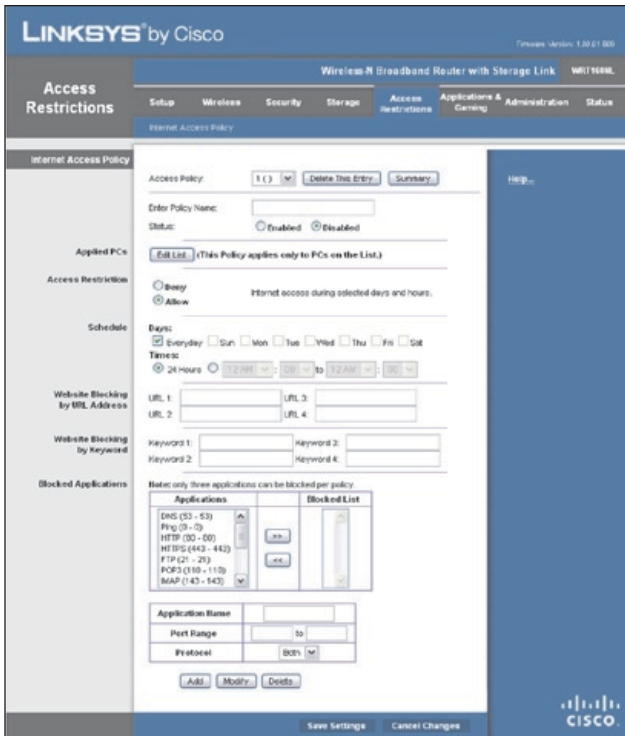 LINKSYS® by Cisco
Firmware Version: 1.00.01 B00
Access Restrictions
Wireless-N Broadband Router with Storage Link WRT160NL
Setup Wireless Security Storage Access Restrictions Applications & Gaming Administration Status
Internet Access Policy
Internet Access Policy
Access Policy: 1 ( ) Delete This Entry Summary
Help...
Enter Policy Name:
Status: Enabled Disabled
Applied PCs
Edit List (This Policy applies only to PCs on the List.)
Access Restriction
Deny
Allow
Internet access during selected days and hours.
Schedule
Days:
Everyday Sun Mon Tue Wed Thu Fri Sat
Times:
24 Hours 12 AM : 00 to 12 AM : 00
Website Blocking by URL Address
URL 1: URL 3:
URL 2: URL 4:
Website Blocking by Keyword
Keyword 1: Keyword 3:
Keyword 2: Keyword 4:
Blocked Applications
Note: only three applications can be blocked per policy.
Applications Blocked List
DNS (53 - 53)
Ping (0 - 0)
HTTP (80 - 80)
HTTPS (443 - 443)
FTP (21 - 21)
POP3 (110 - 110)
IMAP (143 - 143)
>>
<<
Application Name
Port Range to
Protocol Both
Add Modify Delete
Save Settings Cancel Changes
CISCO.